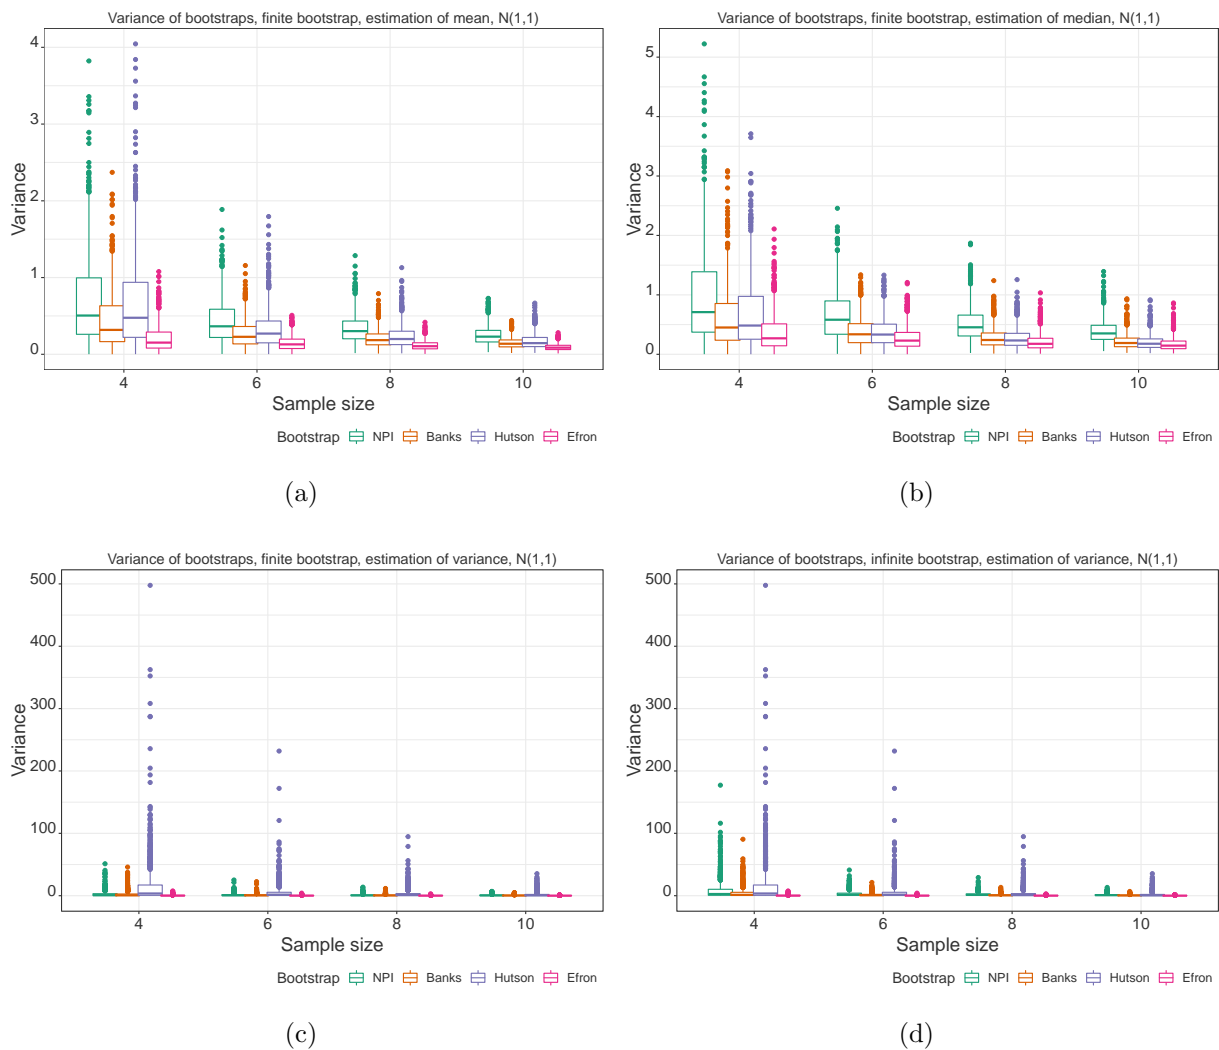 Variance of bootstraps, finite bootstrap, estimation of mean, N(1,1)
4
3
2
1
0
Variance
4
6
8
10
Sample size
Bootstrap NPI Banks Hutson Efron
(a)
Variance of bootstraps, finite bootstrap, estimation of median, N(1,1)
5
4
3
2
1
0
Variance
4
6
8
10
Sample size
Bootstrap NPI Banks Hutson Efron
(b)
Variance of bootstraps, finite bootstrap, estimation of variance, N(1,1)
500
400
300
200
100
0
Variance
4
6
8
10
Sample size
Bootstrap NPI Banks Hutson Efron
(c)
Variance of bootstraps, infinite bootstrap, estimation of variance, N(1,1)
500
400
300
200
100
0
Variance
4
6
8
10
Sample size
Bootstrap NPI Banks Hutson Efron
(d)